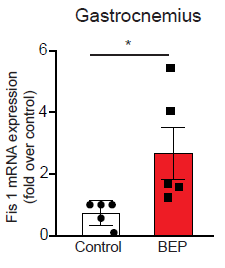 Gastrocnemius
*
Fis 1 mRNA expression
(fold over control)
6
4
2
0
Control BEP